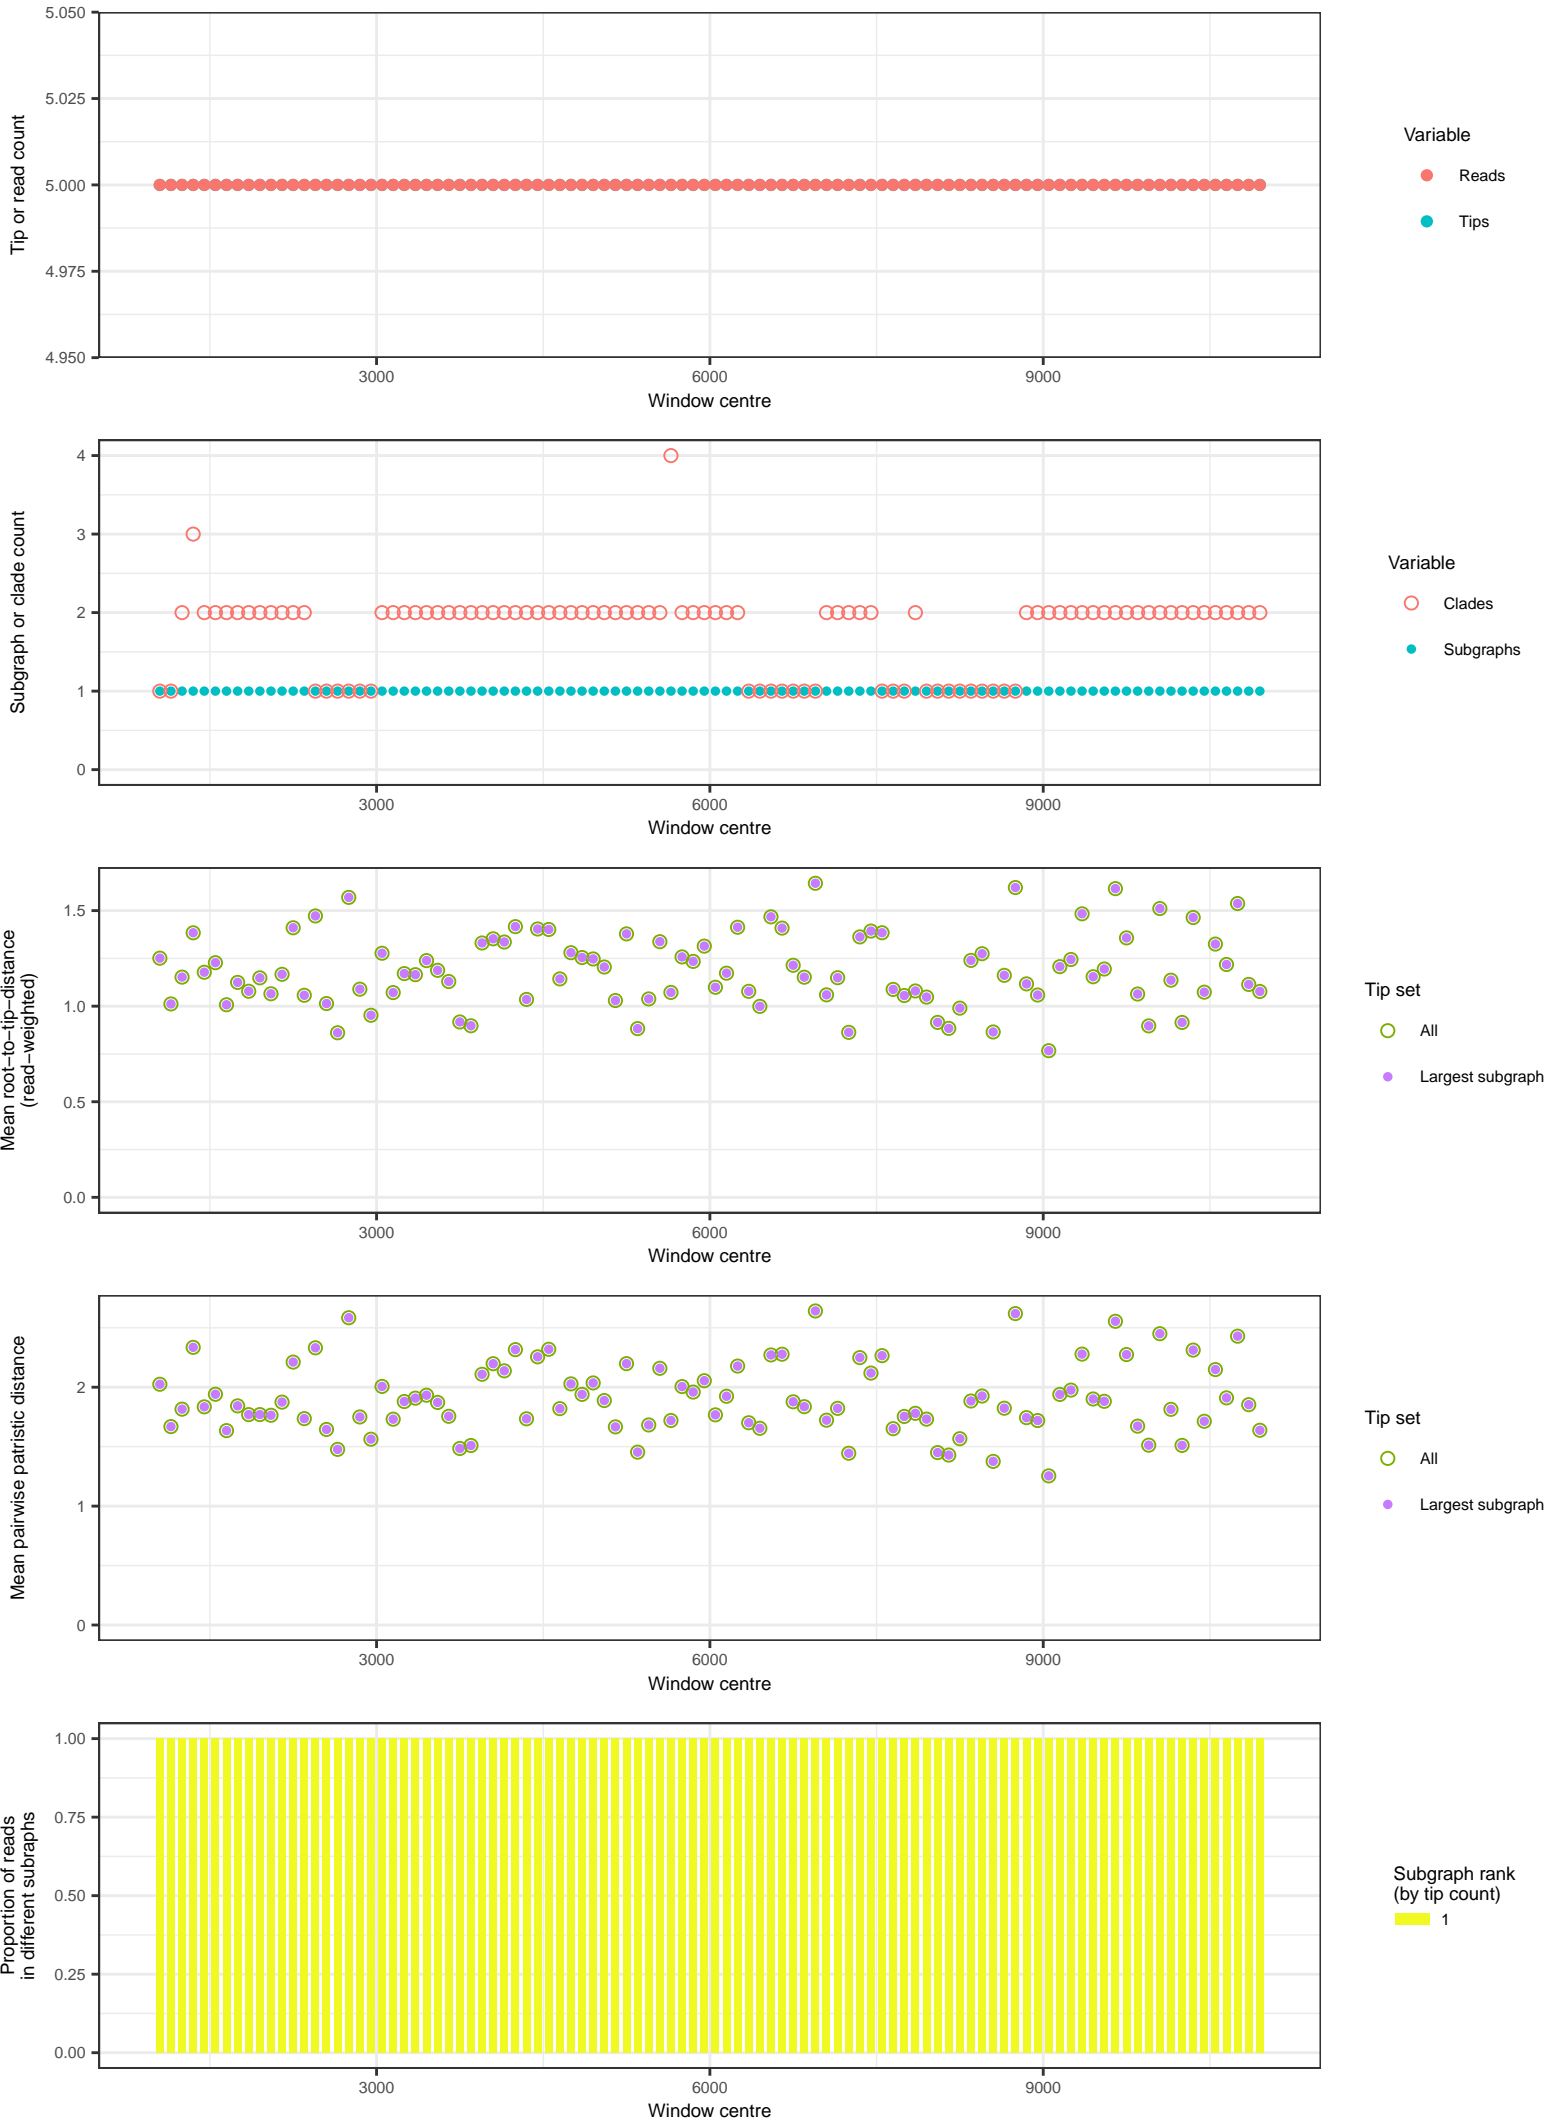 5.050
5.025
5.000
4.975
4.950
Tip or read count
3000
6000
9000
Window centre
Variable
Reads
Tips
4
3
2
1
0
Subgraph or clade count
3000
6000
9000
Window centre
Variable
Clades
Subgraphs
1.5
1.0
0.5
0.0
Mean root−to−tip−distance
(read−weighted)
3000
6000
9000
Window centre
Tip set
All
Largest subgraph
2
1
0
Mean pairwise patristic distance
3000
6000
9000
Window centre
Tip set
All
Largest subgraph
1.00
0.75
0.50
0.25
0.00
Proportion of reads
in different subraphs
3000
6000
9000
Window centre
Subgraph rank
(by tip count)
1